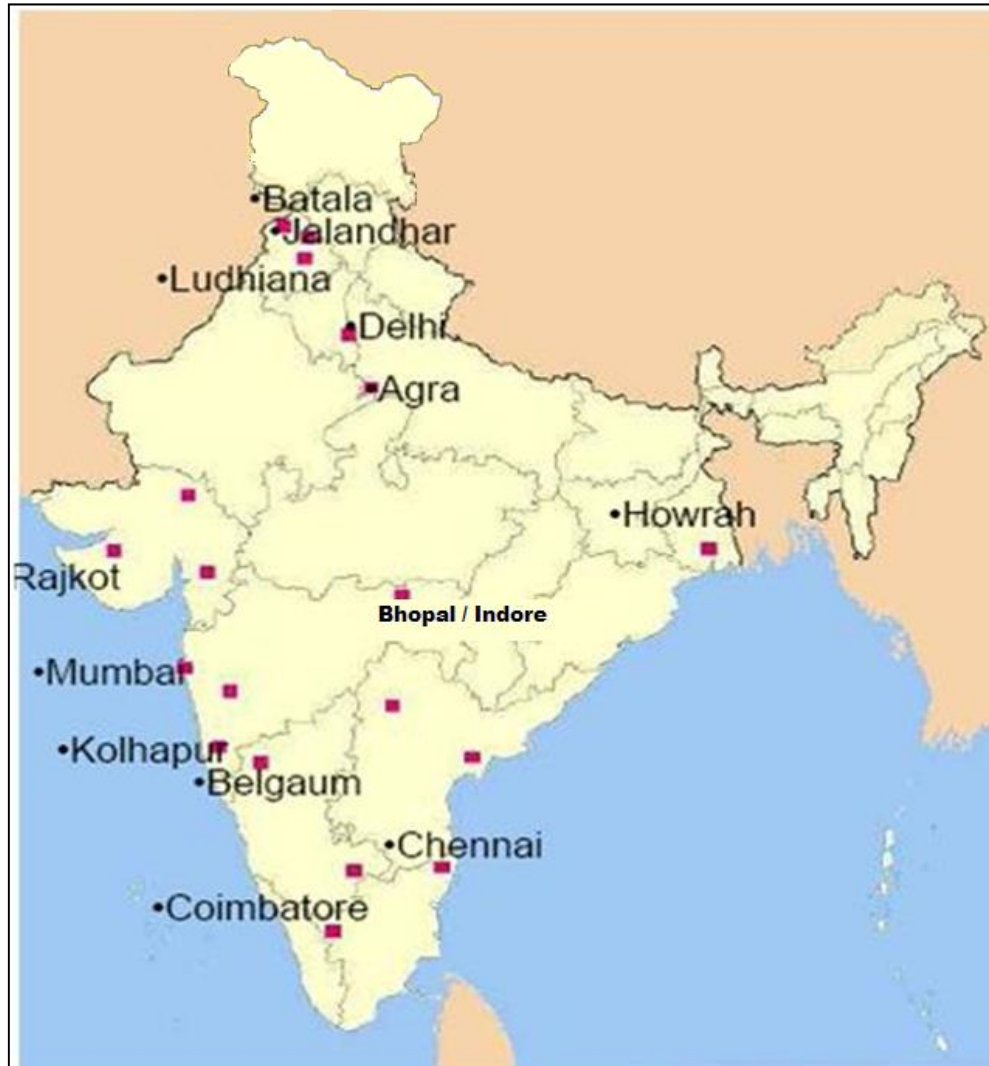 •Batala
•Jalandhar
•Ludhiana
•Delhi
•Agra
•Howrah
Rajkot
Bhopal / Indore
•Mumbai
•Kolhapur
•Belgaum
•Chennai
•Coimbatore